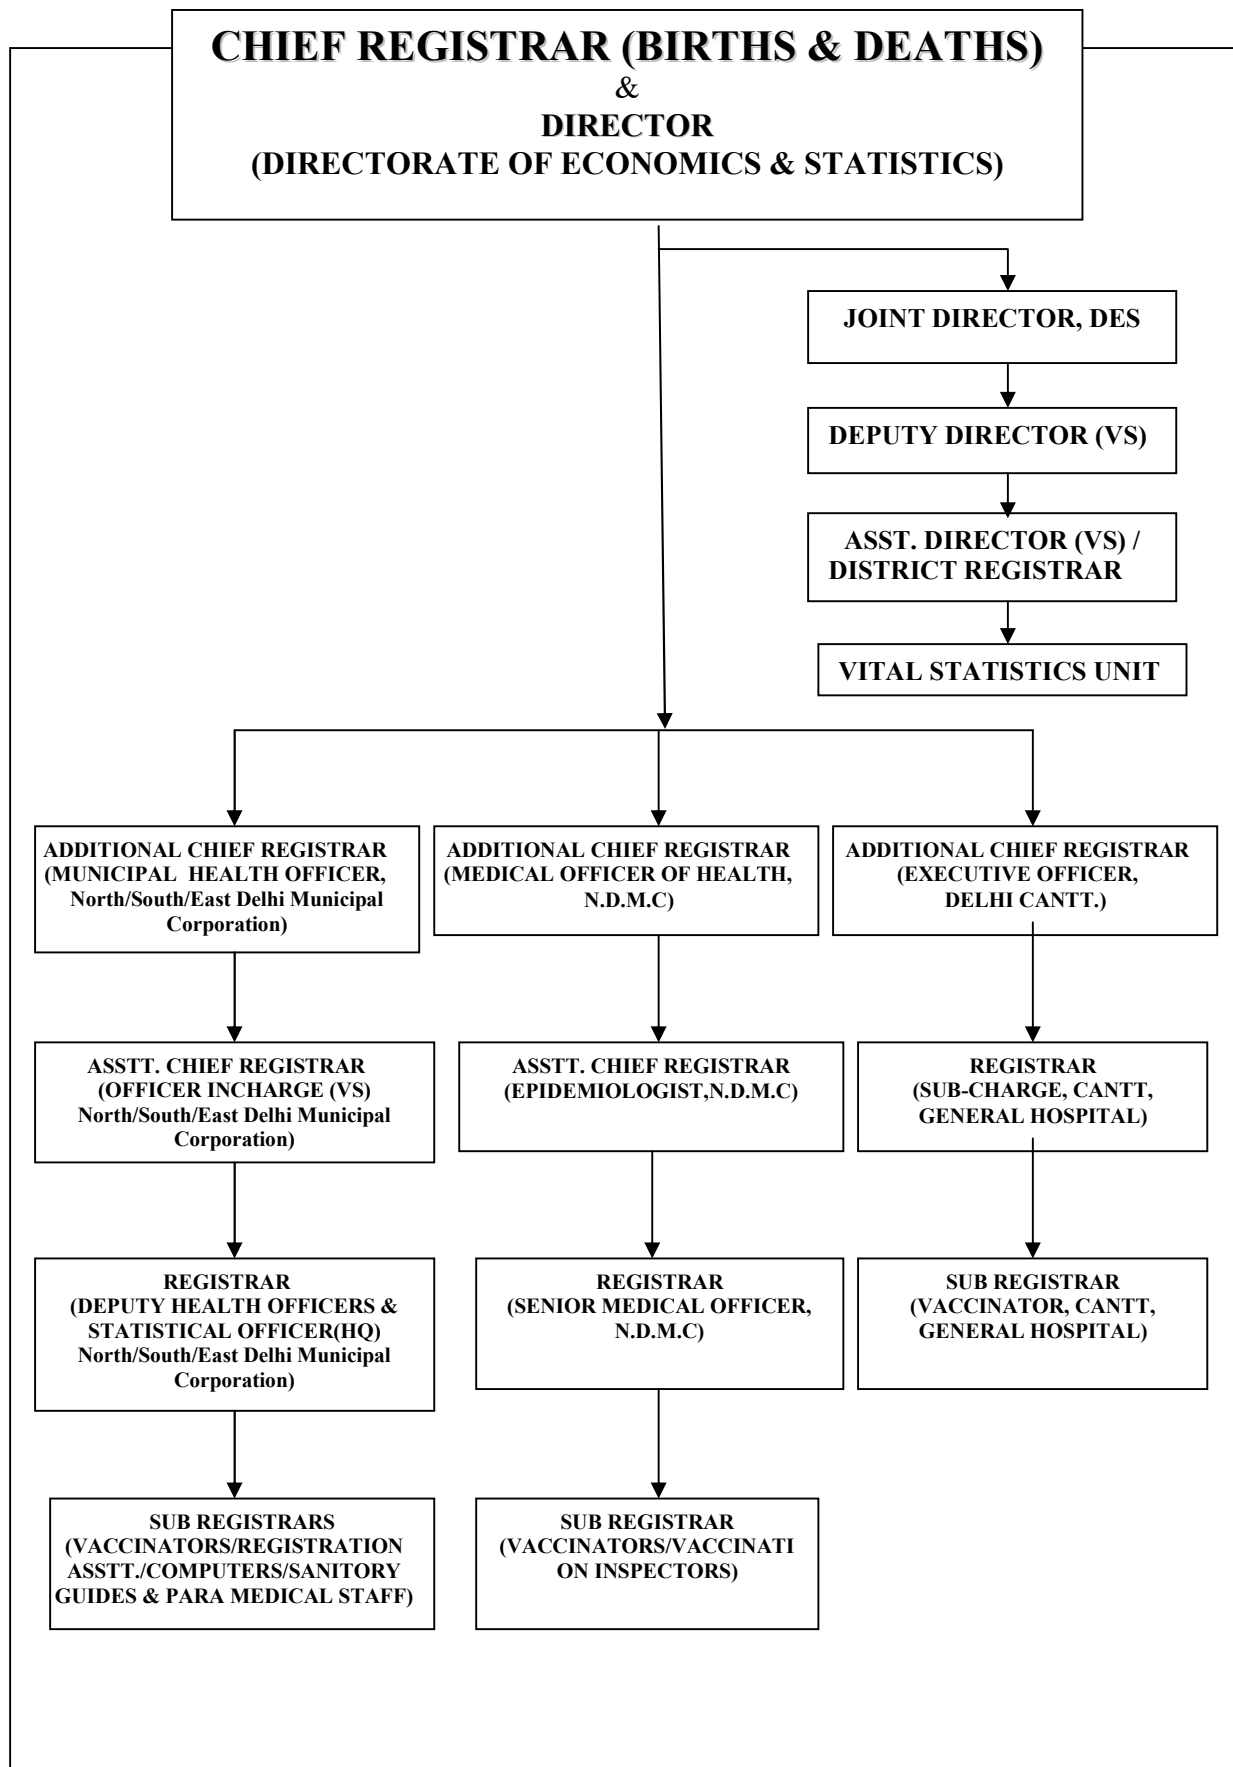 CHIEF REGISTRAR (BIRTHS & DEATHS)
&
DIRECTOR
(DIRECTORATE OF ECONOMICS & STATISTICS)
JOINT DIRECTOR, DES
DEPUTY DIRECTOR (VS)
ASST. DIRECTOR (VS) /
DISTRICT REGISTRAR
VITAL STATISTICS UNIT
ADDITIONAL CHIEF REGISTRAR
(MUNICIPAL HEALTH OFFICER,
North/South/East Delhi Municipal
Corporation)
ADDITIONAL CHIEF REGISTRAR
(MEDICAL OFFICER OF HEALTH,
N.D.M.C)
ADDITIONAL CHIEF REGISTRAR
(EXECUTIVE OFFICER,
DELHI CANTT.)
ASSTT. CHIEF REGISTRAR
(OFFICER INCHARGE (VS)
North/South/East Delhi Municipal
Corporation)
ASSTT. CHIEF REGISTRAR
(EPIDEMIOLOGIST,N.D.M.C)
REGISTRAR
(SUB-CHARGE, CANTT,
GENERAL HOSPITAL)
REGISTRAR
(DEPUTY HEALTH OFFICERS &
STATISTICAL OFFICER(HQ)
North/South/East Delhi Municipal
Corporation)
REGISTRAR
(SENIOR MEDICAL OFFICER,
N.D.M.C)
SUB REGISTRAR
(VACCINATOR, CANTT,
GENERAL HOSPITAL)
SUB REGISTRARS
(VACCINATORS/REGISTRATION
ASSTT./COMPUTERS/SANITORY
GUIDES & PARA MEDICAL STAFF)
SUB REGISTRAR
(VACCINATORS/VACCINATI
ON INSPECTORS)